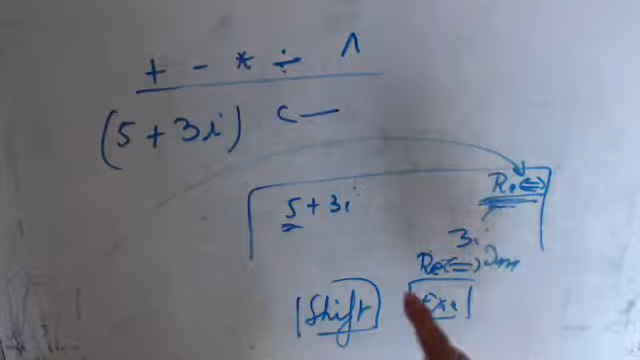 + - * ÷ ^
(5 + 3i) C—
5 + 3i Re⇔
3i
Re⇔Im
Shift Exe